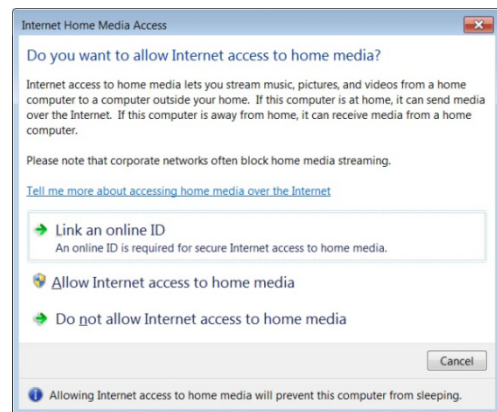 Internet Home Media Access
Do you want to allow Internet access to home media?
Internet access to home media lets you stream music, pictures, and videos from a home
computer to a computer outside your home. If this computer is at home, it can send media
over the Internet. If this computer is away from home, it can receive media from a home
computer.
Please note that corporate networks often block home media streaming.
Tell me more about accessing home media over the Internet
Link an online ID
An online ID is required for secure Internet access to home media.
Allow Internet access to home media
Do not allow Internet access to home media
Cancel
Allowing Internet access to home media will prevent this computer from sleeping.